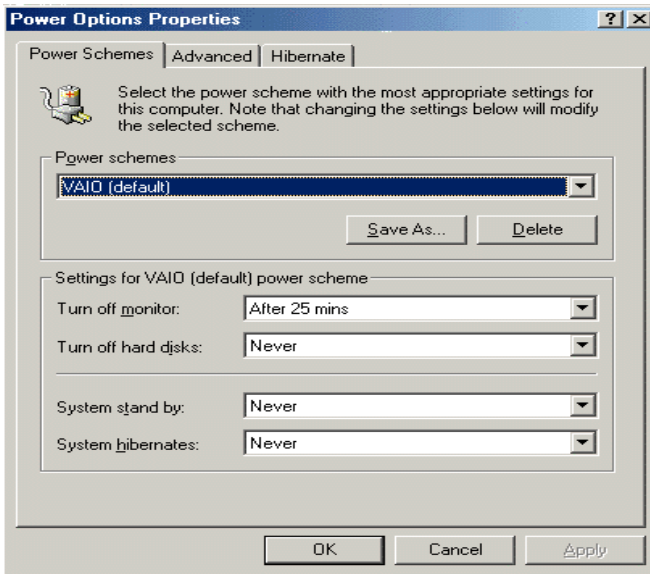 Power Options Properties
Power Schemes Advanced Hibernate
Select the power scheme with the most appropriate settings for
this computer. Note that changing the settings below will modify
the selected scheme.
Power schemes
VAIO (default)
Save As... Delete
Settings for VAIO (default) power scheme
Turn off monitor: After 25 mins
Turn off hard disks: Never
System stand by: Never
System hibernates: Never
OK Cancel Apply